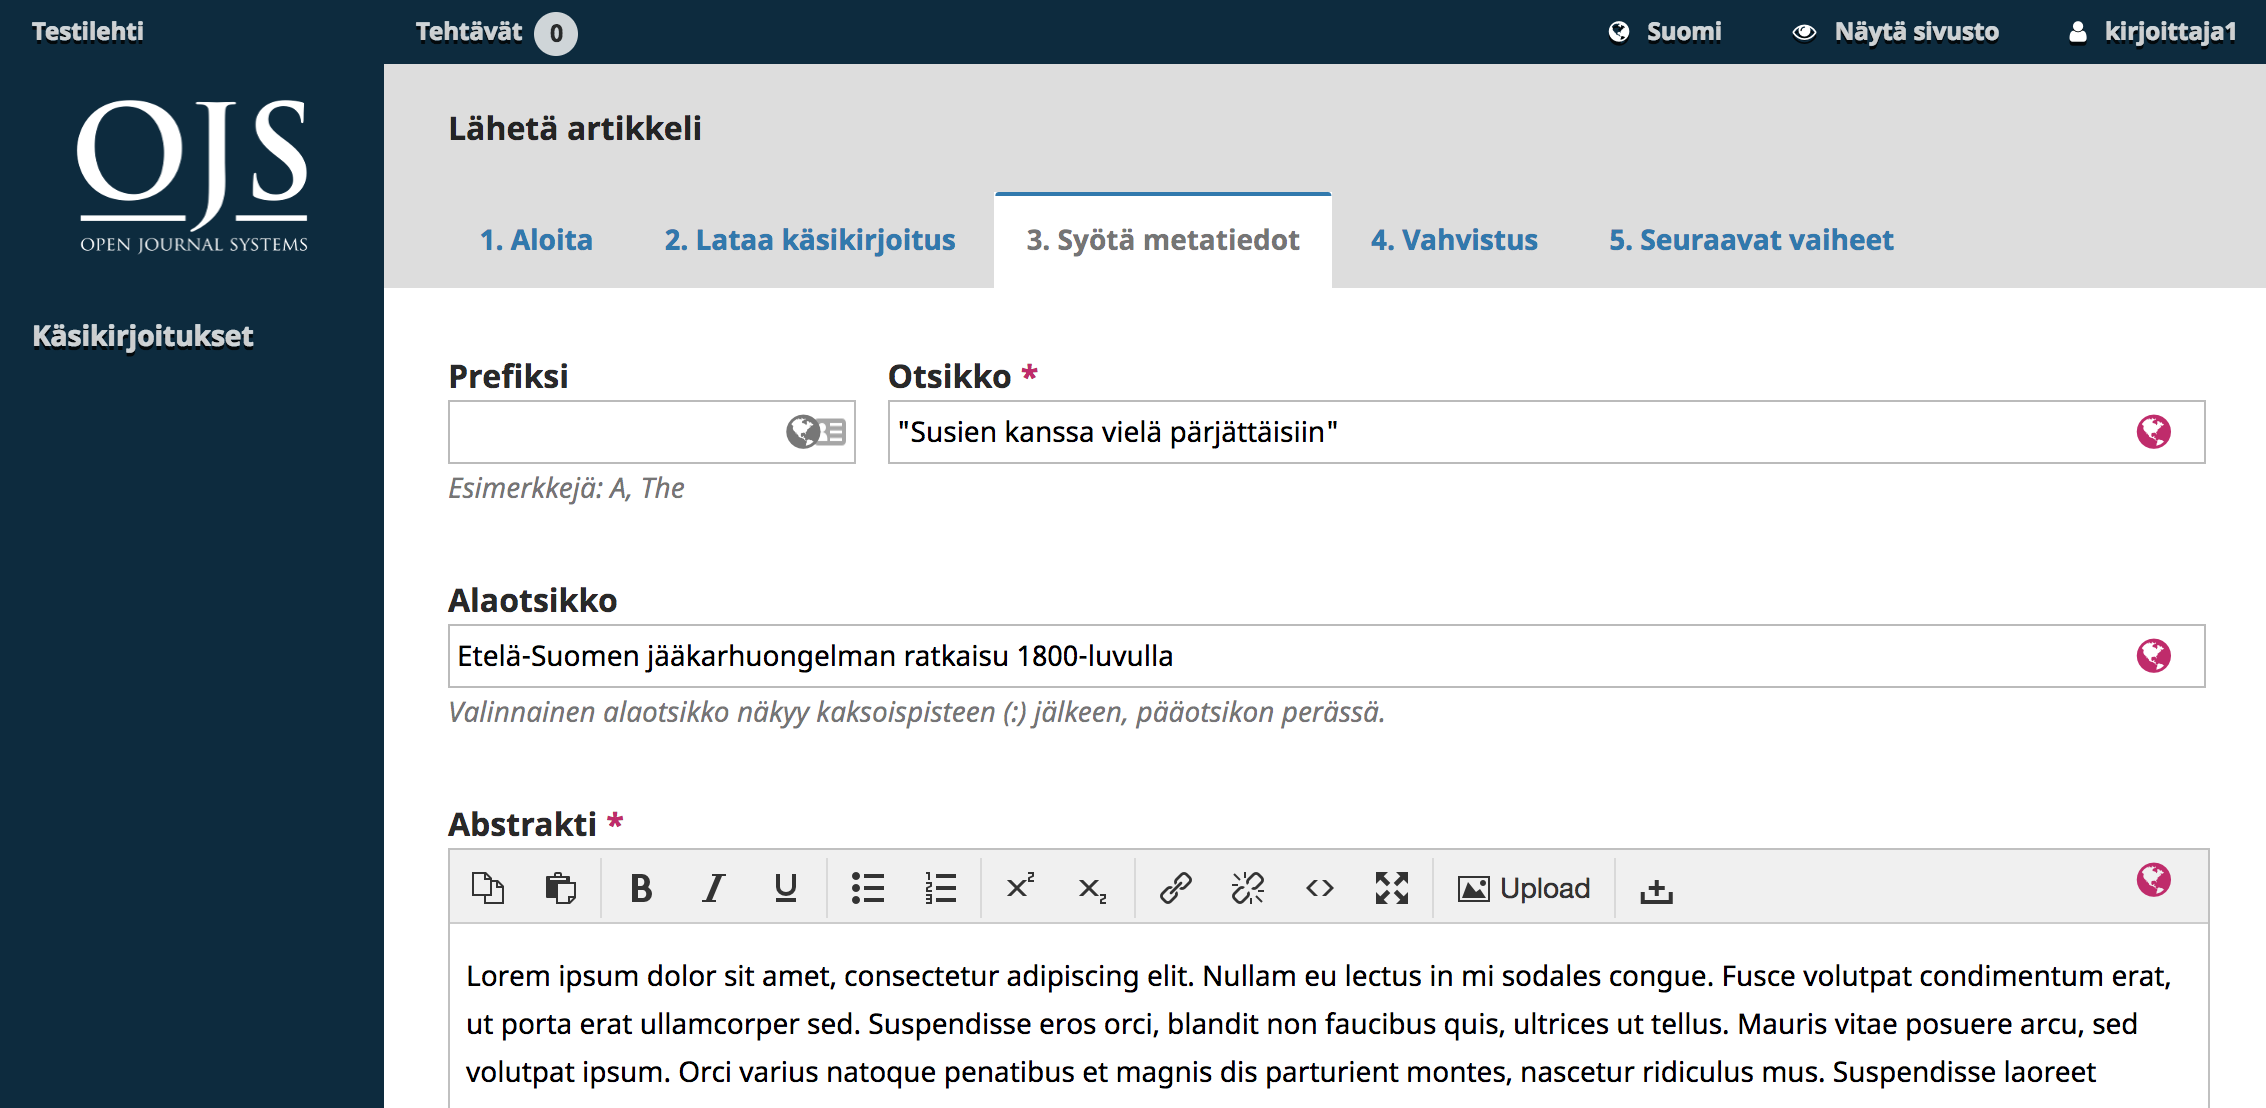 Testilehti
Tehtävät 0
Suomi
Näytä sivusto
kirjoittaja1
OJS
OPEN JOURNAL SYSTEMS
Käsikirjoitukset
Lähetä artikkeli
1. Aloita
2. Lataa käsikirjoitus
3. Syötä metatiedot
4. Vahvistus
5. Seuraavat vaiheet
Prefiksi
Otsikko *
"Susien kanssa vielä pärjättäisiin"
Esimerkkejä: A, The
Alaotsikko
Etelä-Suomen jääkarhuongelman ratkaisu 1800-luvulla
Valinnainen alaotsikko näkyy kaksoispisteen (:) jälkeen, pääotsikon perässä.
Abstrakti *
Upload
Lorem ipsum dolor sit amet, consectetur adipiscing elit. Nullam eu lectus in mi sodales congue. Fusce volutpat condimentum erat,
ut porta erat ullamcorper sed. Suspendisse eros orci, blandit non faucibus quis, ultrices ut tellus. Mauris vitae posuere arcu, sed
volutpat ipsum. Orci varius natoque penatibus et magnis dis parturient montes, nascetur ridiculus mus. Suspendisse laoreet